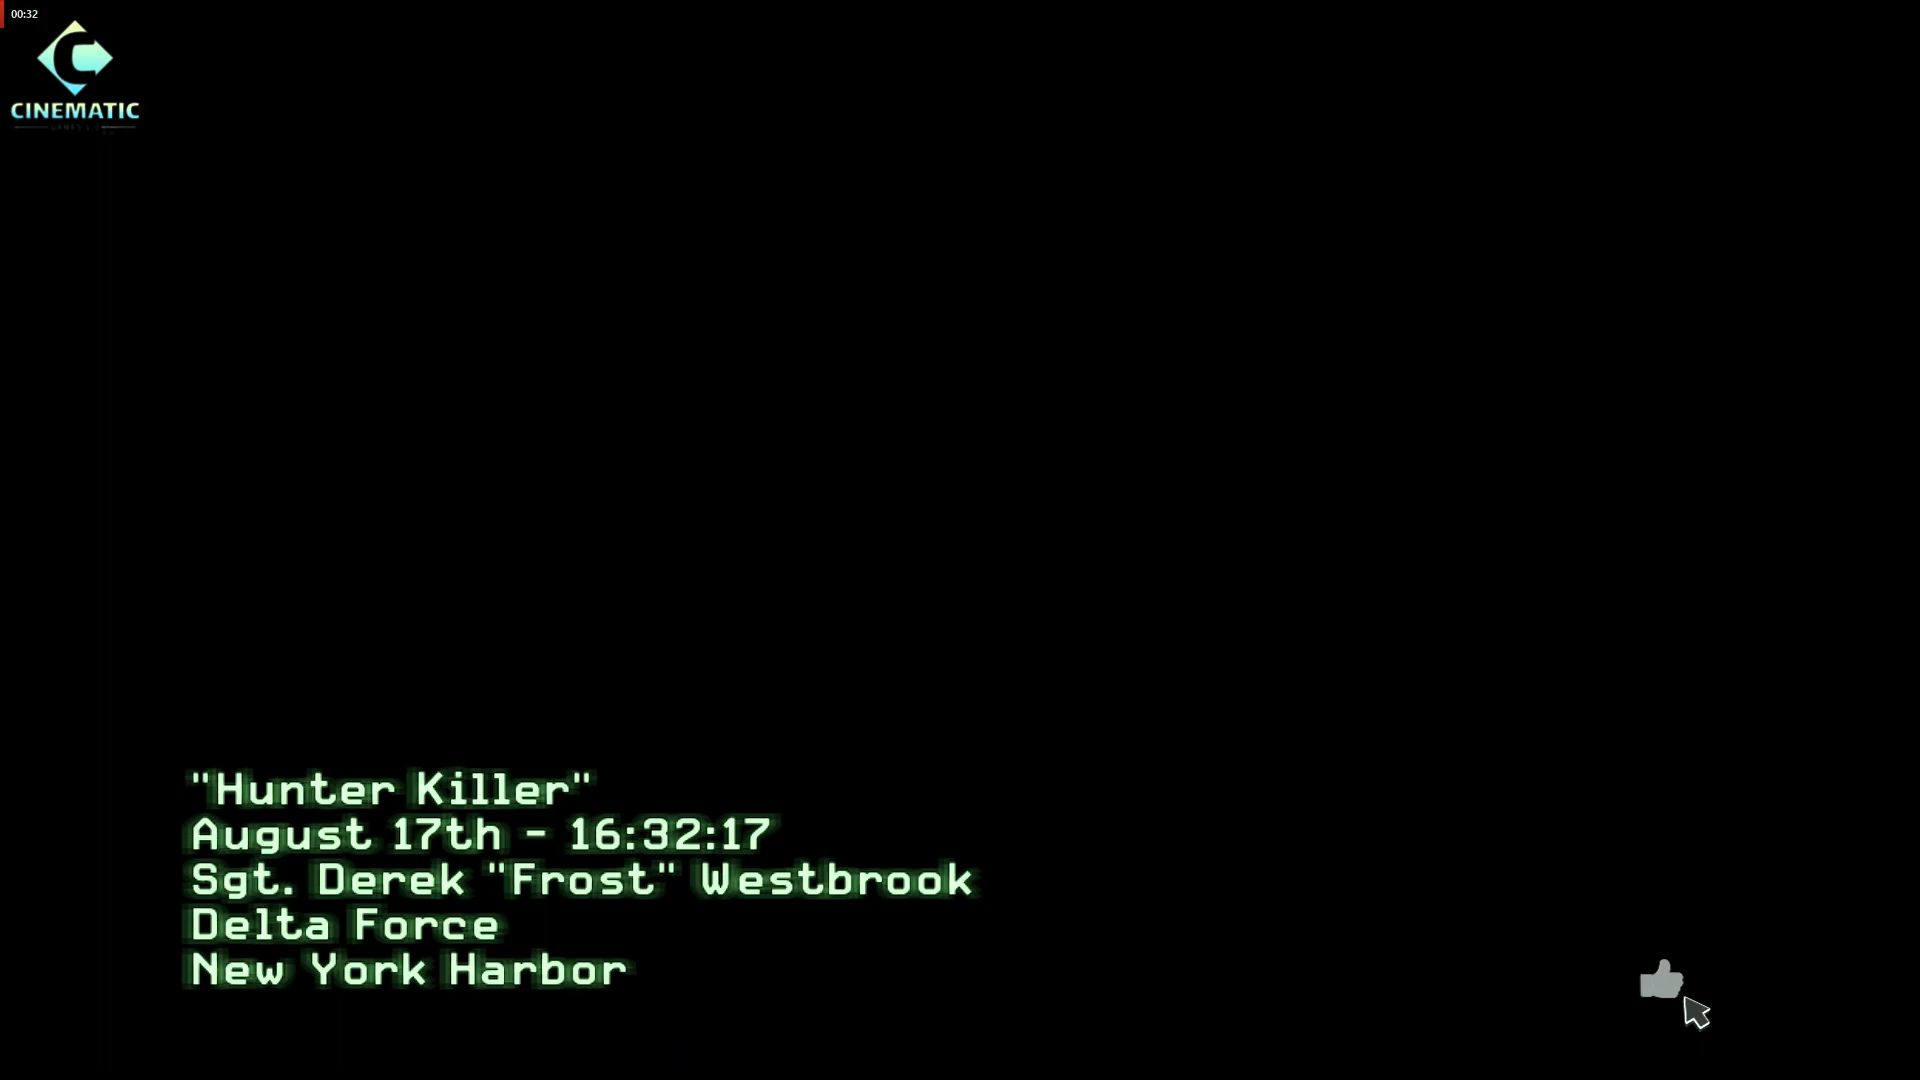 00:32
CINEMATIC
"Hunter Killer"
August 17th - 16:32:17
Sgt. Derek "Frost" Westbrook
Delta Force
New York Harbor